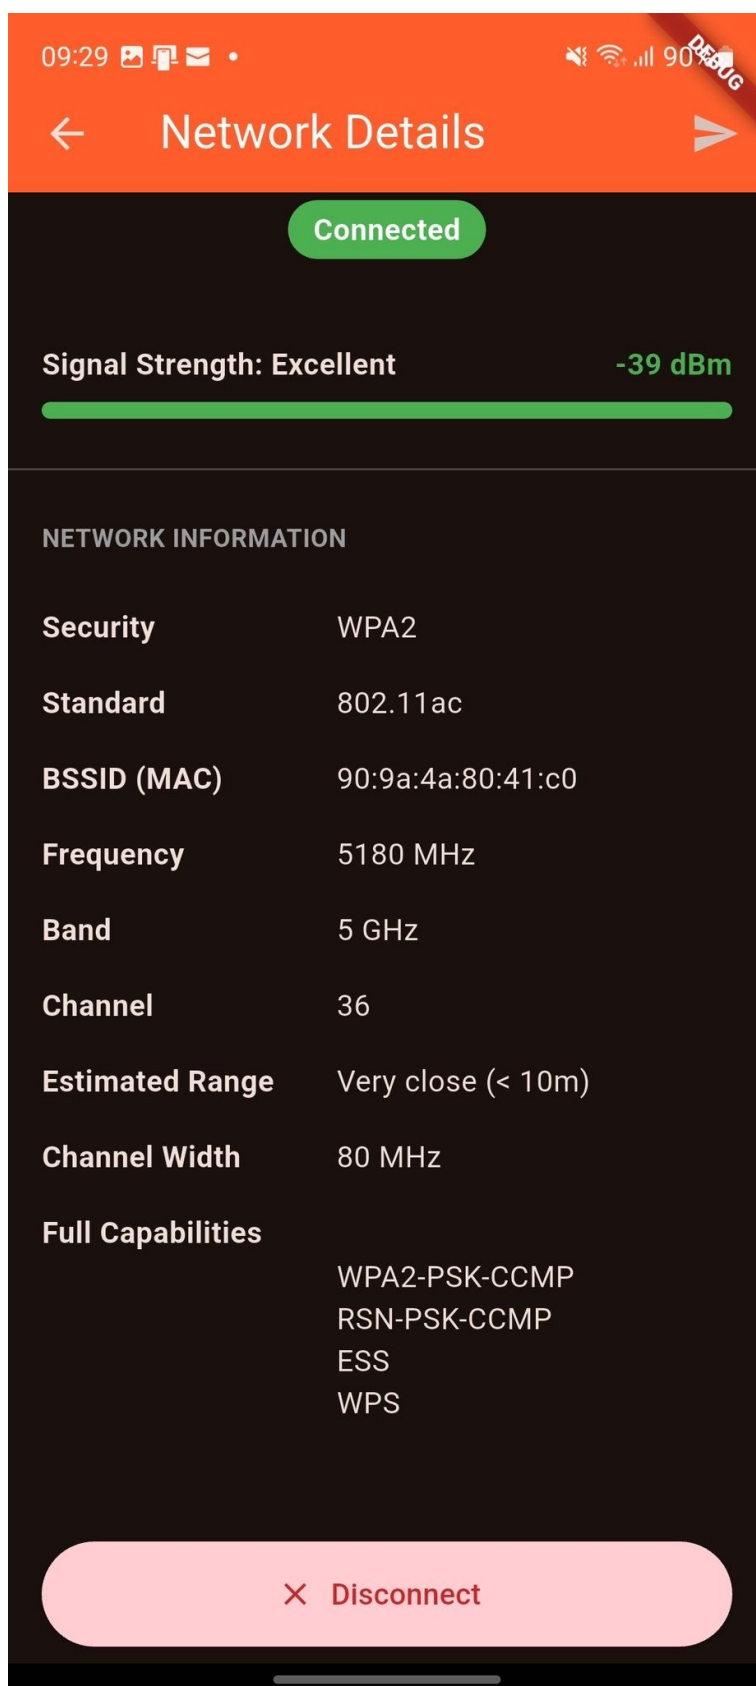 09:29 90%
DEBUG
Network Details
Connected
Signal Strength: Excellent -39 dBm
NETWORK INFORMATION
Security WPA2
Standard 802.11ac
BSSID (MAC) 90:9a:4a:80:41:c0
Frequency 5180 MHz
Band 5 GHz
Channel 36
Estimated Range Very close (< 10m)
Channel Width 80 MHz
Full Capabilities
WPA2-PSK-CCMP
RSN-PSK-CCMP
ESS
WPS
Disconnect